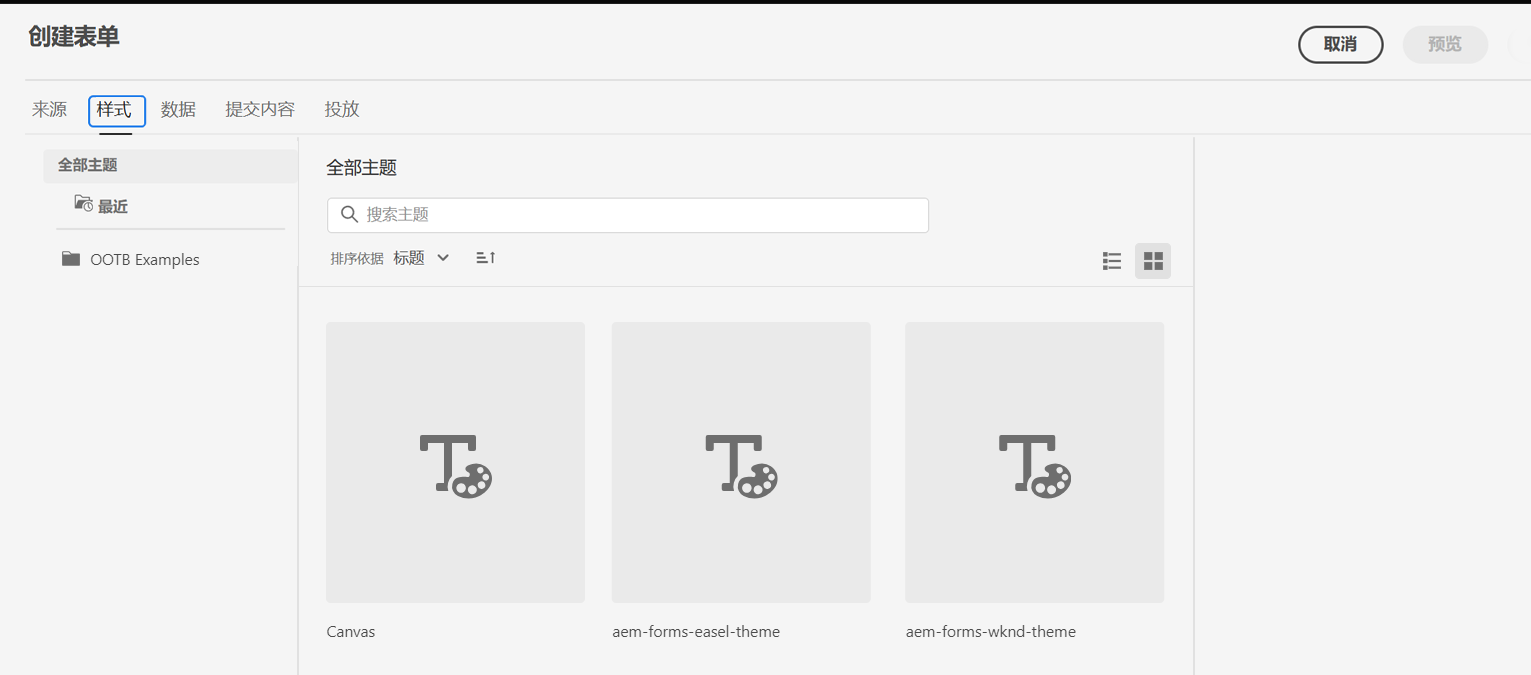 创建表单
取消
预览
来源 样式 数据 提交内容 投放
全部主题
最近
OOTB Examples
全部主题
搜索主题
排序依据 标题
Canvas
aem-forms-easel-theme
aem-forms-wknd-theme